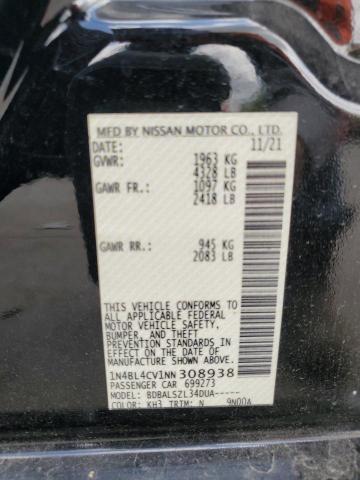 MFD BY NISSAN MOTOR CO., LTD.
DATE: 11/21
GVWR: 1963 KG
4328 LB
GAWR FR.: 1097 KG
2418 LB
GAWR RR.: 945 KG
2083 LB
THIS VEHICLE CONFORMS TO
ALL APPLICABLE FEDERAL
MOTOR VEHICLE SAFETY,
BUMPER, AND THEFT
PREVENTION STANDARDS IN
EFFECT ON THE DATE OF
MANUFACTURE SHOWN ABOVE.
1N4BL4CV1NN308938
PASSENGER CAR 699273
MODEL: BDBALSZL34DUA-----
COLOR: KH3 TRIM: N 9N00A